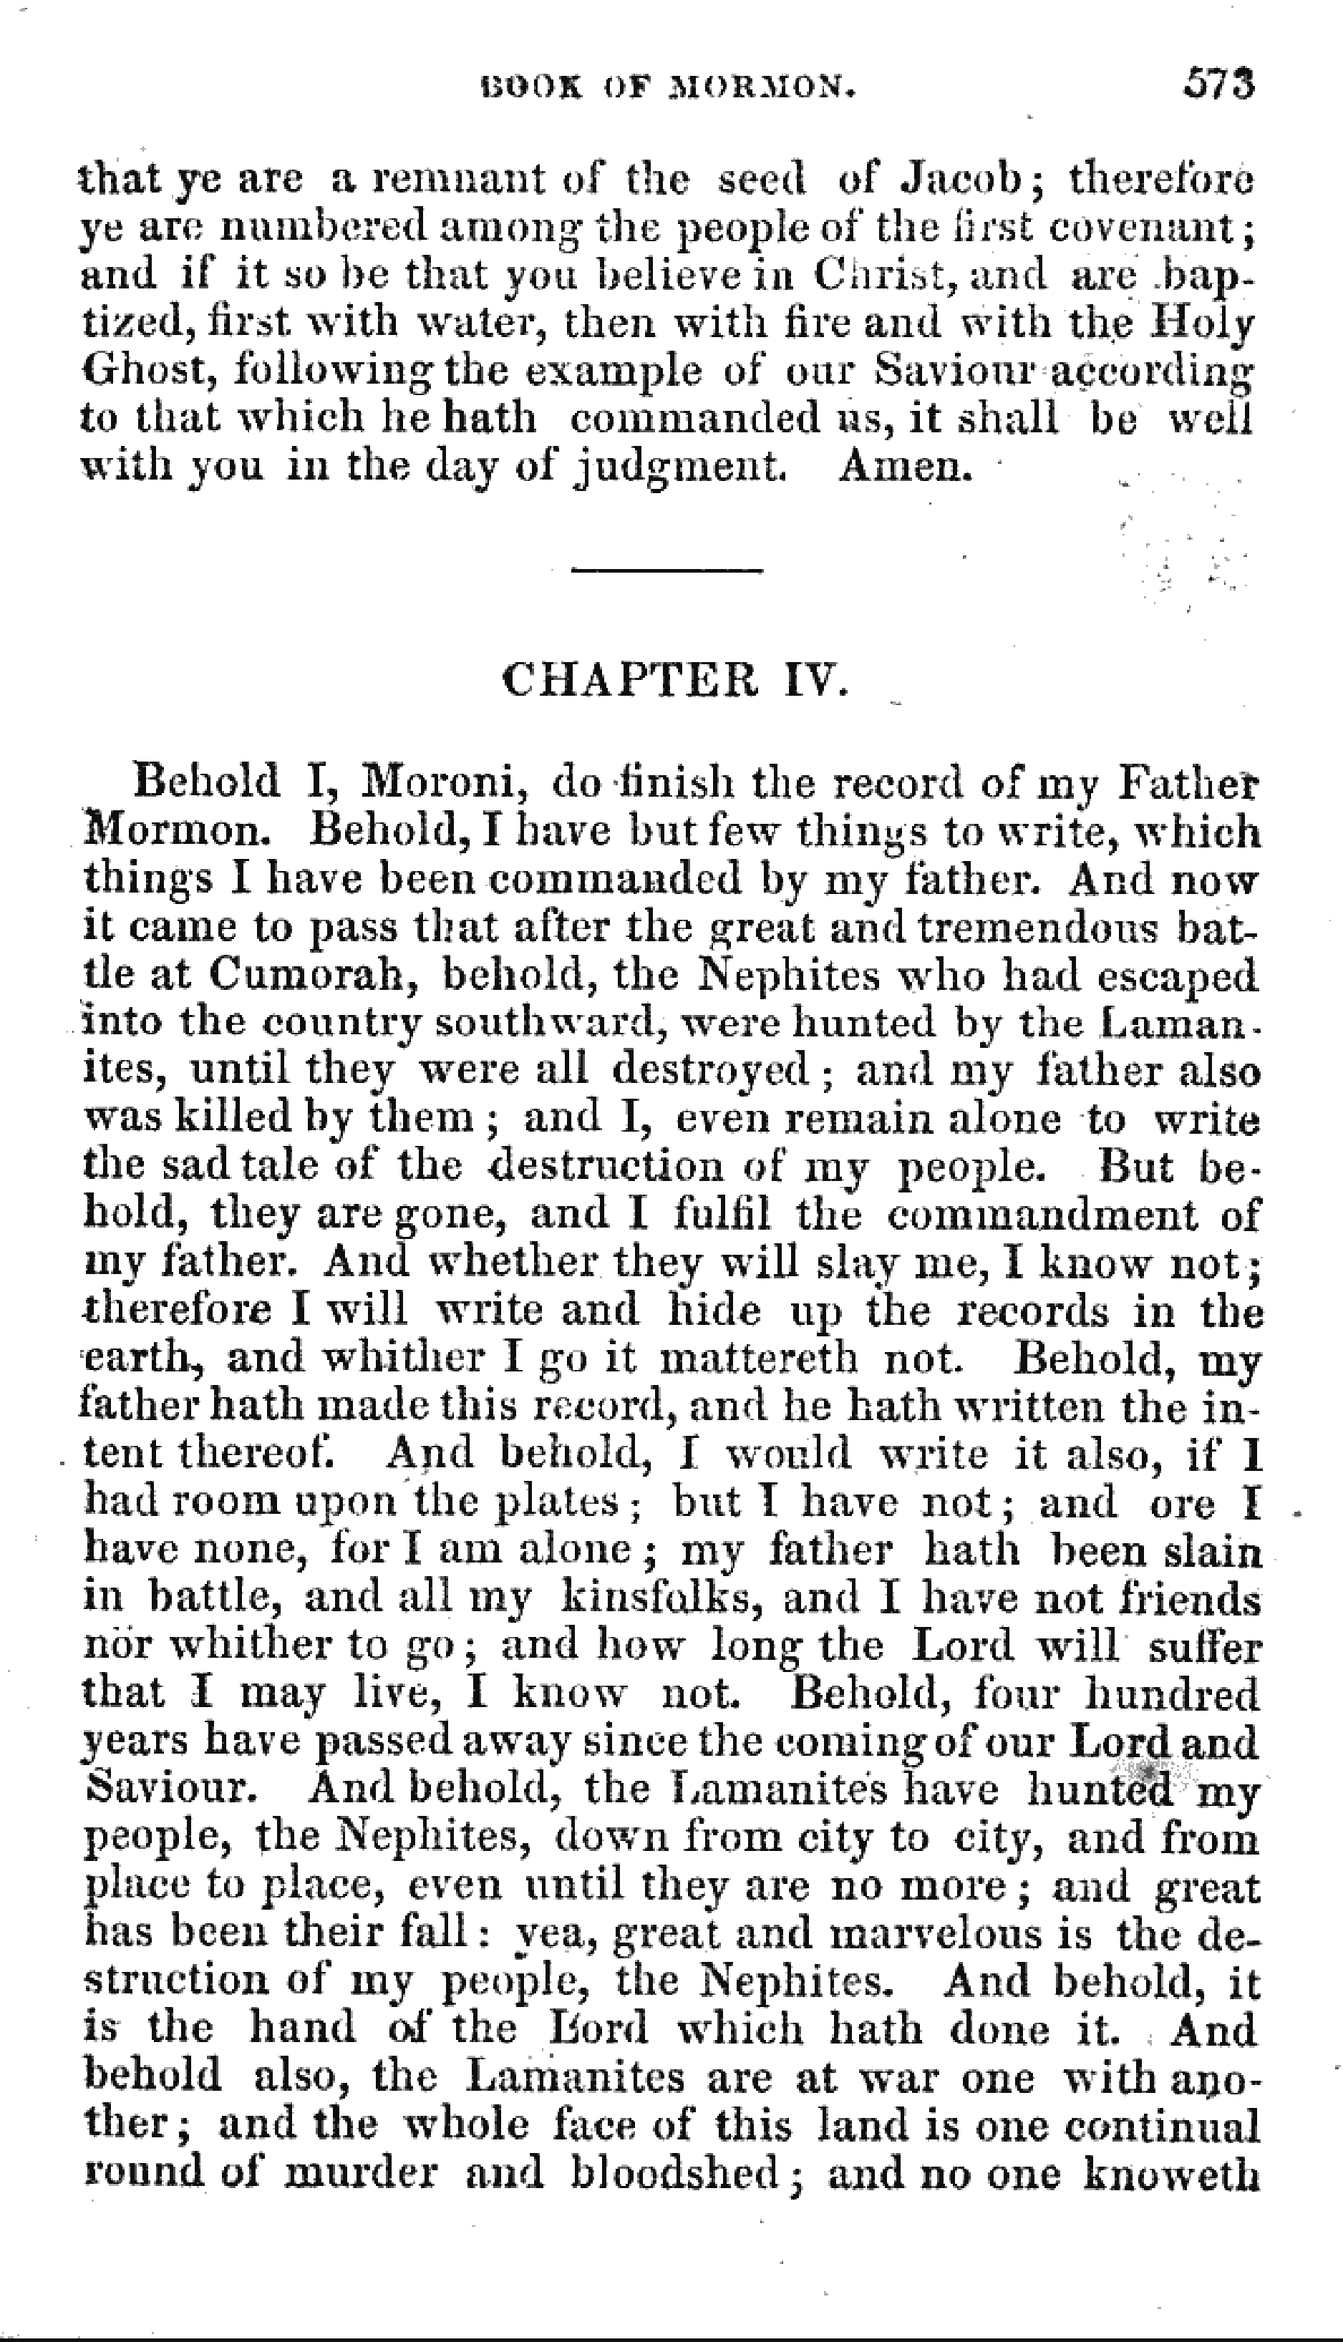 BOOK OF MORMON. 573
that ye are a remnant of the seed of Jacob; therefore
ye are numbered among the people of the first covenant;
and if it so be that you believe in Christ, and are bap-
tized, first with water, then with fire and with the Holy
Ghost, following the example of our Saviour according
to that which he hath commanded us, it shall be well
with you in the day of judgment. Amen.
CHAPTER IV.
Behold I, Moroni, do finish the record of my Father
Mormon. Behold, I have but few things to write, which
things I have been commanded by my father. And now
it came to pass that after the great and tremendous bat-
tle at Cumorah, behold, the Nephites who had escaped
into the country southward, were hunted by the Laman-
ites, until they were all destroyed; and my father also
was killed by them; and I, even remain alone to write
the sad tale of the destruction of my people. But be-
hold, they are gone, and I fulfil the commandment of
my father. And whether they will slay me, I know not;
therefore I will write and hide up the records in the
earth, and whither I go it mattereth not. Behold, my
father hath made this record, and he hath written the in-
tent thereof. And behold, I would write it also, if I
had room upon the plates; but I have not; and ore I
have none, for I am alone; my father hath been slain
in battle, and all my kinsfolks, and I have not friends
nor whither to go; and how long the Lord will suffer
that I may live, I know not. Behold, four hundred
years have passed away since the coming of our Lord and
Saviour. And behold, the Lamanites have hunted my
people, the Nephites, down from city to city, and from
place to place, even until they are no more; and great
has been their fall: yea, great and marvelous is the de-
struction of my people, the Nephites. And behold, it
is the hand of the Lord which hath done it. And
behold also, the Lamanites are at war one with ano-
ther; and the whole face of this land is one continual
round of murder and bloodshed; and no one knoweth